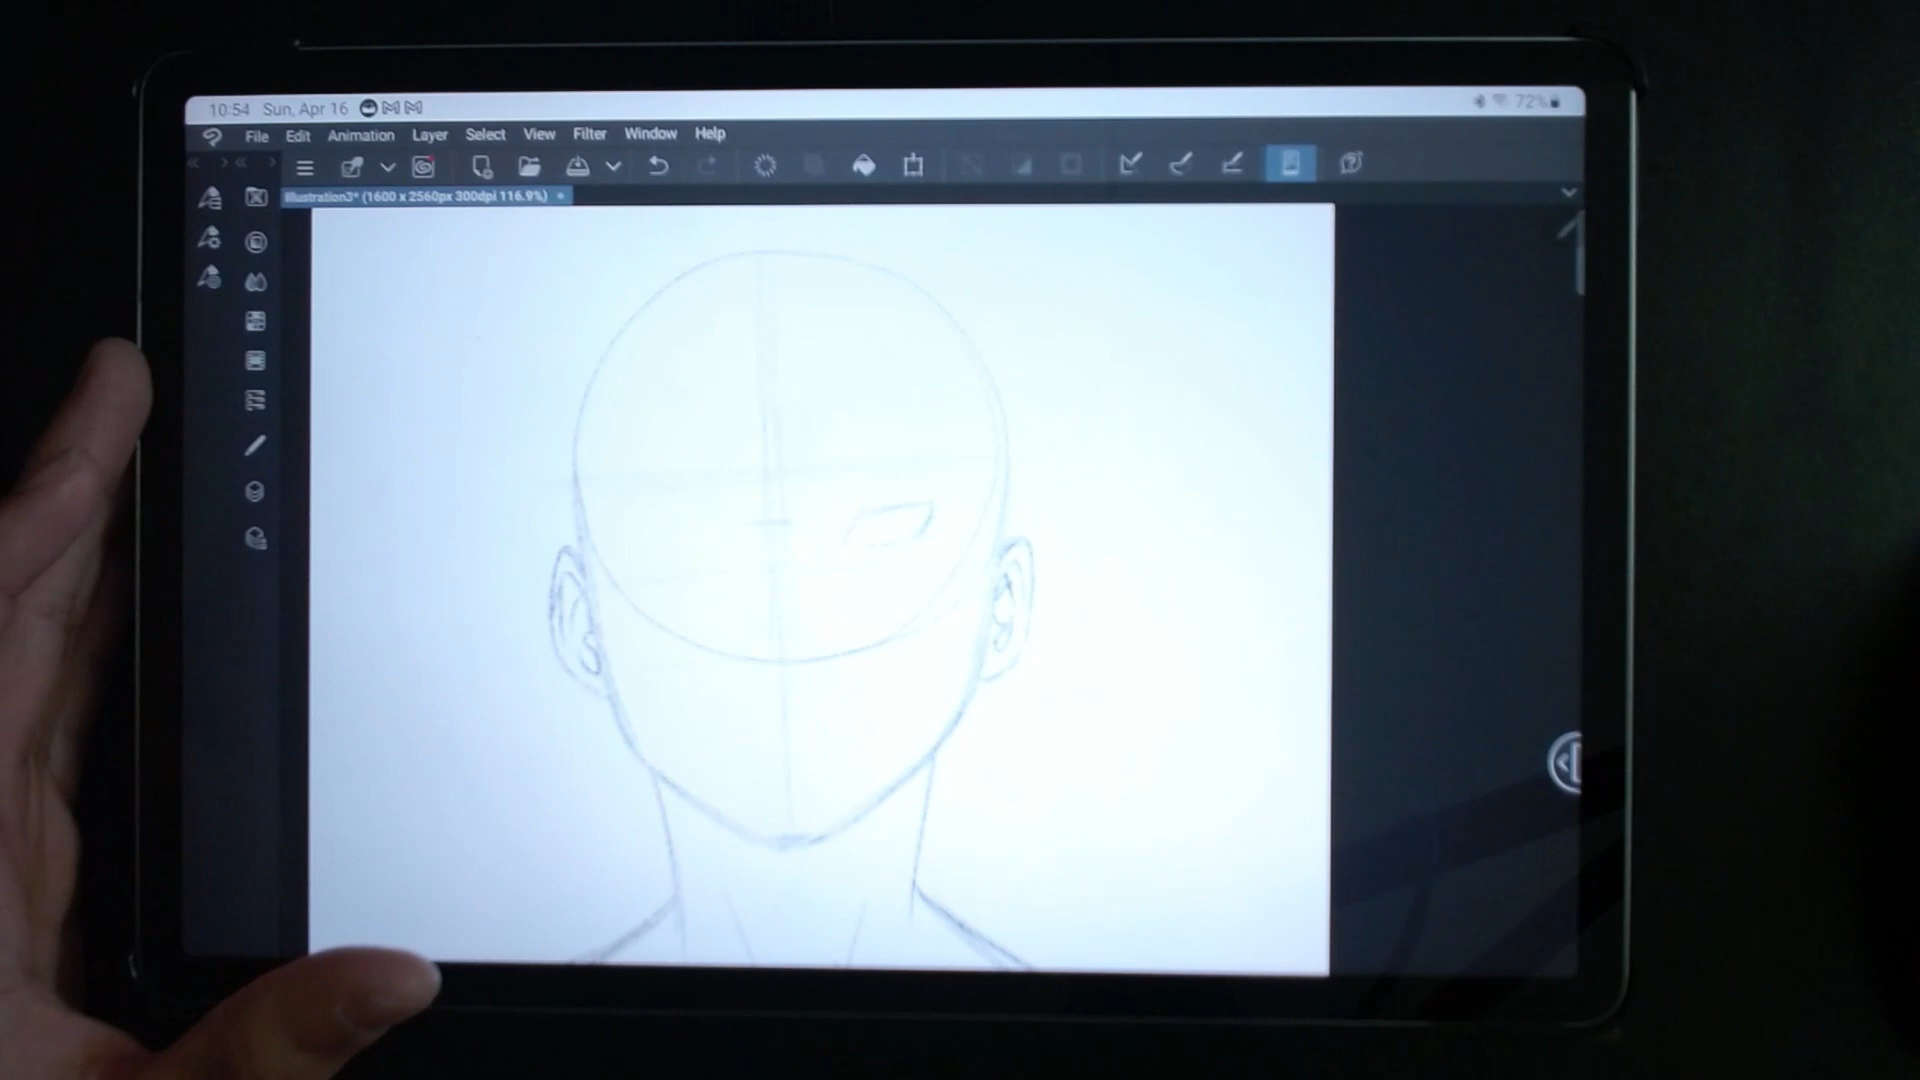 10:54 Sun, Apr 16 72%
File Edit Animation Layer Select View Filter Window Help
Illustration3* (1600 x 2560px 300dpi 116.9%)